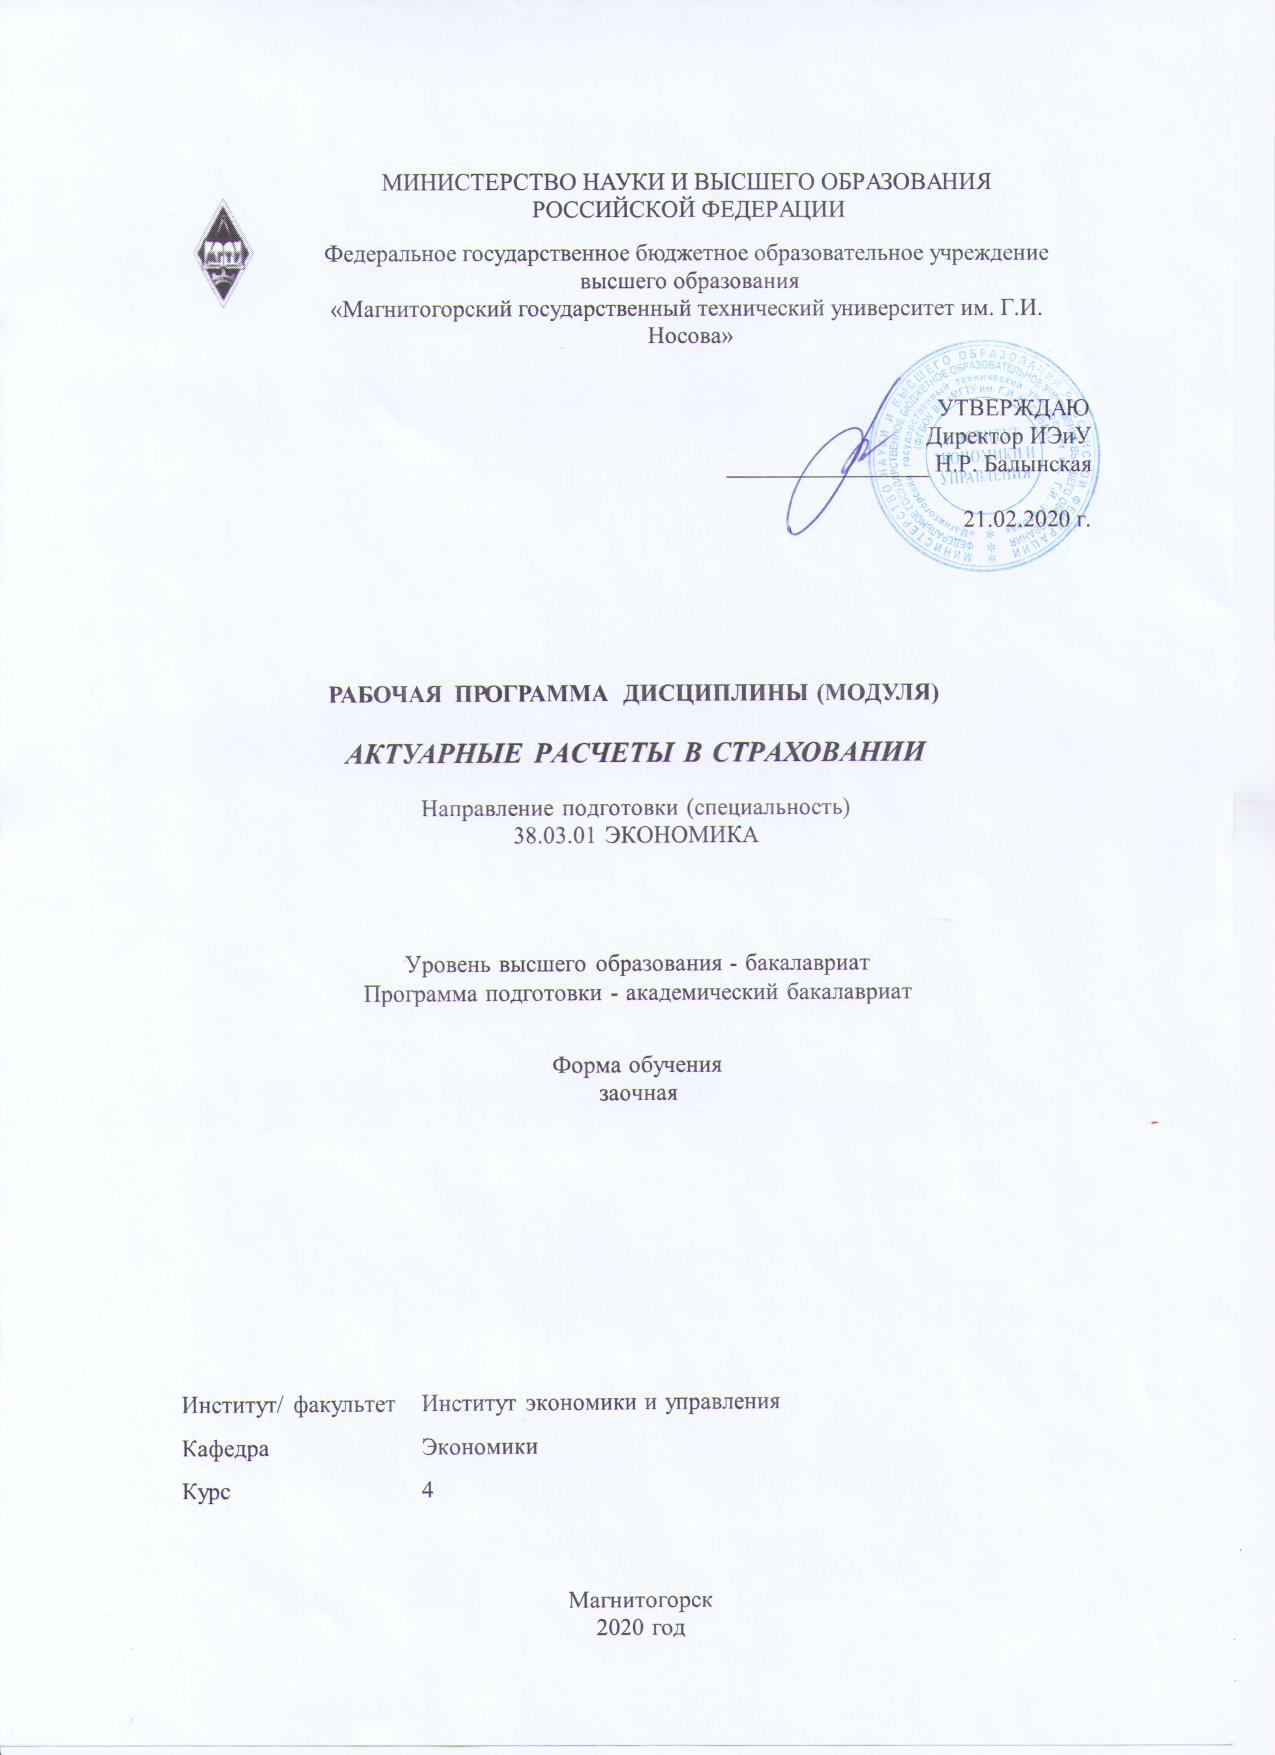 МИНИСТЕРСТВО НАУКИ И ВЫСШЕГО ОБРАЗОВАНИЯ
РОССИЙСКОЙ ФЕДЕРАЦИИ
Федеральное государственное бюджетное образовательное учреждение
высшего образования
«Магнитогорский государственный технический университет им. Г.И.
Носова»
МГТУ
УТВЕРЖДАЮ
Директор ИЭиУ
Н.Р. Балынская
21.02.2020 г.
ЭКОНОМИКИ И
УПРАВЛЕНИЯ
РАБОЧАЯ ПРОГРАММА ДИСЦИПЛИНЫ (МОДУЛЯ)
АКТУАРНЫЕ РАСЧЕТЫ В СТРАХОВАНИИ
Направление подготовки (специальность)
38.03.01 ЭКОНОМИКА
Уровень высшего образования - бакалавриат
Программа подготовки - академический бакалавриат
Форма обучения
заочная
Институт/ факультет Институт экономики и управления
Кафедра Экономики
Курс 4
Магнитогорск
2020 год